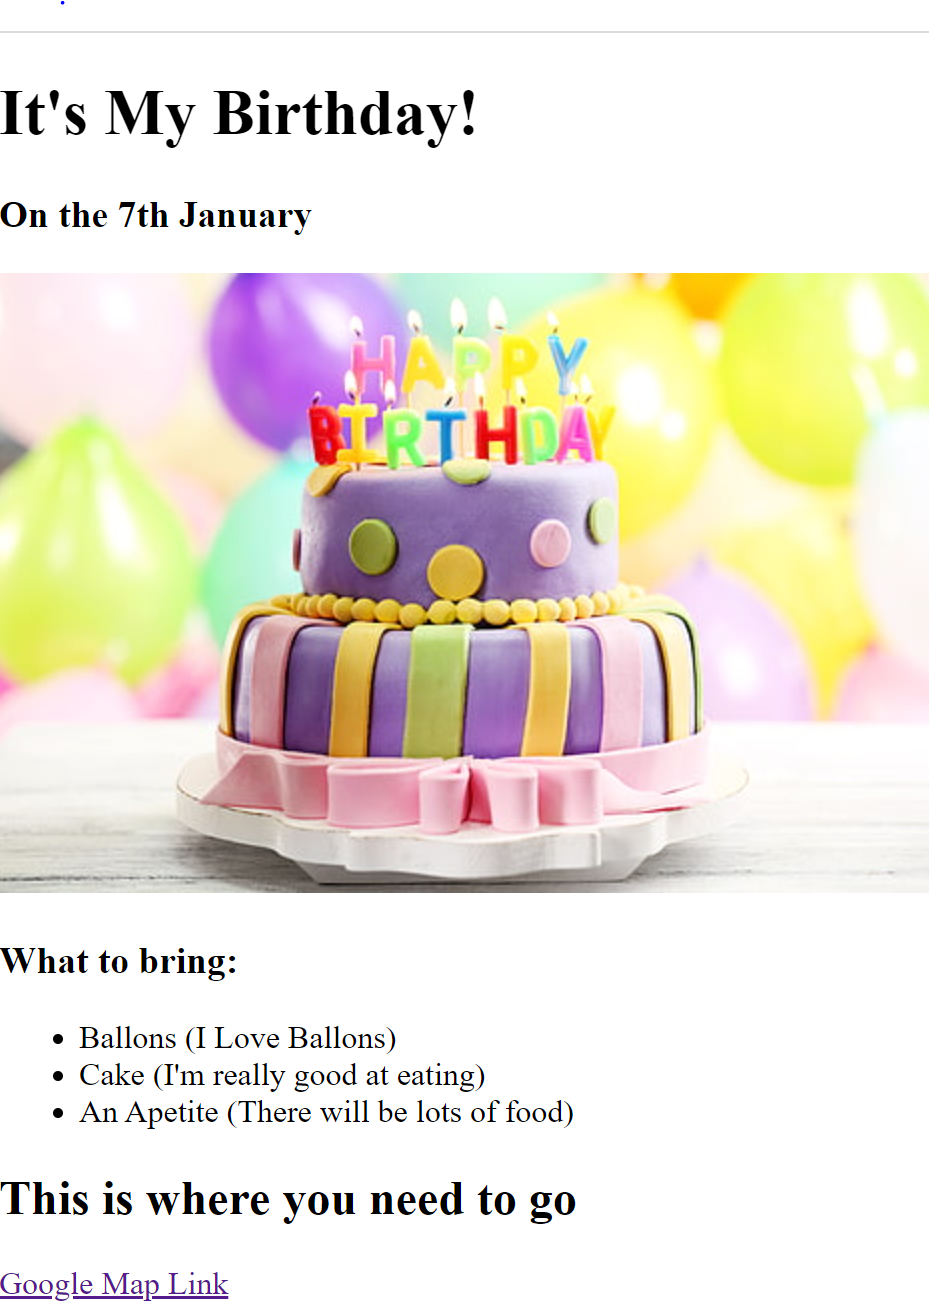 It's My Birthday!
On the 7th January
HAPPY
BIRTHDAY
What to bring:
Ballons (I Love Ballons)
Cake (I'm really good at eating)
An Apetite (There will be lots of food)
This is where you need to go
Google Map Link